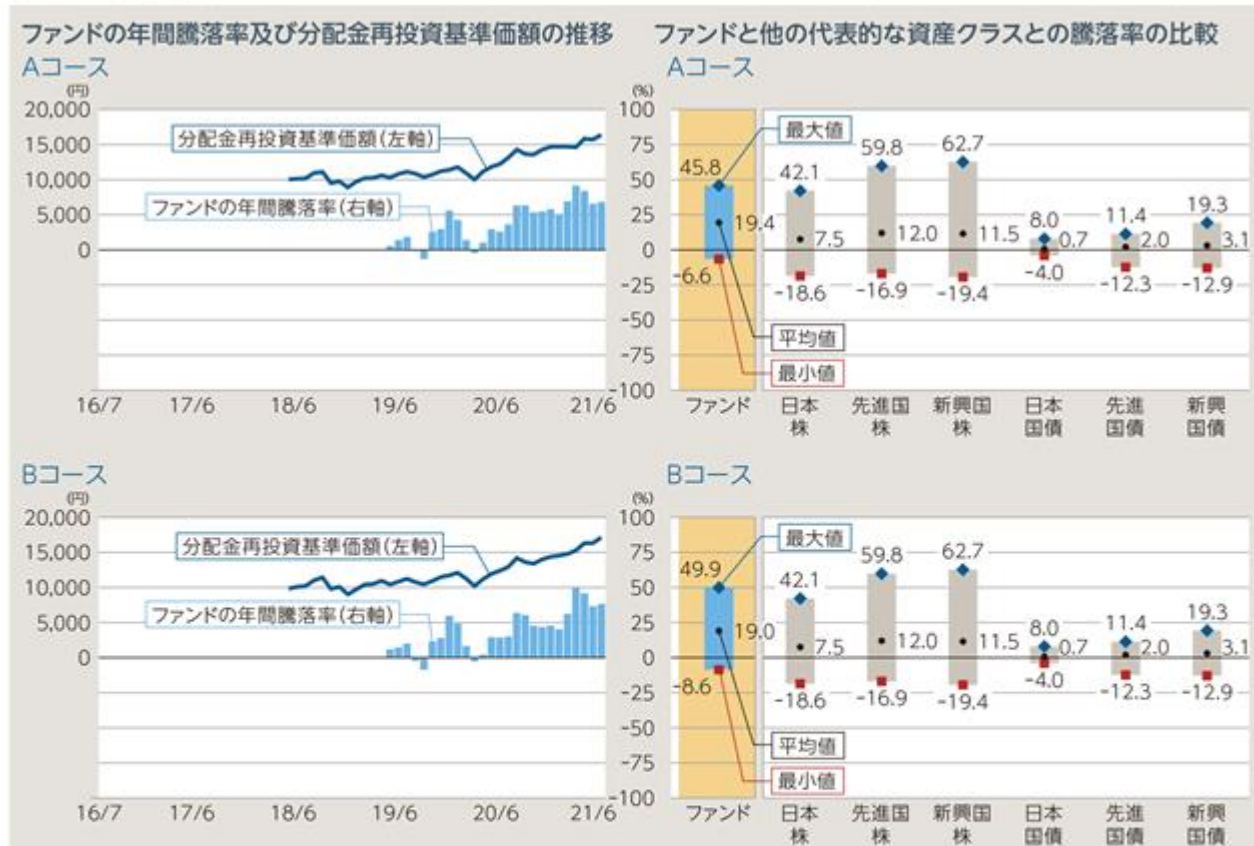 ファンドの年間騰落率及び分配金再投資基準価額の推移
ファンドと他の代表的な資産クラスとの騰落率の比較
Aコース
(円)
20,000
15,000
10,000
5,000
0
分配金再投資基準価額(左軸)
ファンドの年間騰落率(右軸)
16/7 17/6 18/6 19/6 20/6 21/6
Aコース
(%)
100
75
50
25
0
-25
-50
-75
-100
最大値
平均値
最小値
45.8 42.1 59.8 62.7 8.0 11.4 19.3
19.4 7.5 12.0 11.5 0.7 2.0 3.1
-6.6 -18.6 -16.9 -19.4 -4.0 -12.3 -12.9
ファンド 日本 先進国 新興国 日本 先進 新興
株 株 株 国債 国債 国債
Bコース
(円)
20,000
15,000
10,000
5,000
0
分配金再投資基準価額(左軸)
ファンドの年間騰落率(右軸)
16/7 17/6 18/6 19/6 20/6 21/6
Bコース
(%)
100
75
50
25
0
-25
-50
-75
-100
最大値
平均値
最小値
49.9 42.1 59.8 62.7 8.0 11.4 19.3
19.0 7.5 12.0 11.5 0.7 2.0 3.1
-8.6 -18.6 -16.9 -19.4 -4.0 -12.3 -12.9
ファンド 日本 先進国 新興国 日本 先進 新興
株 株 株 国債 国債 国債